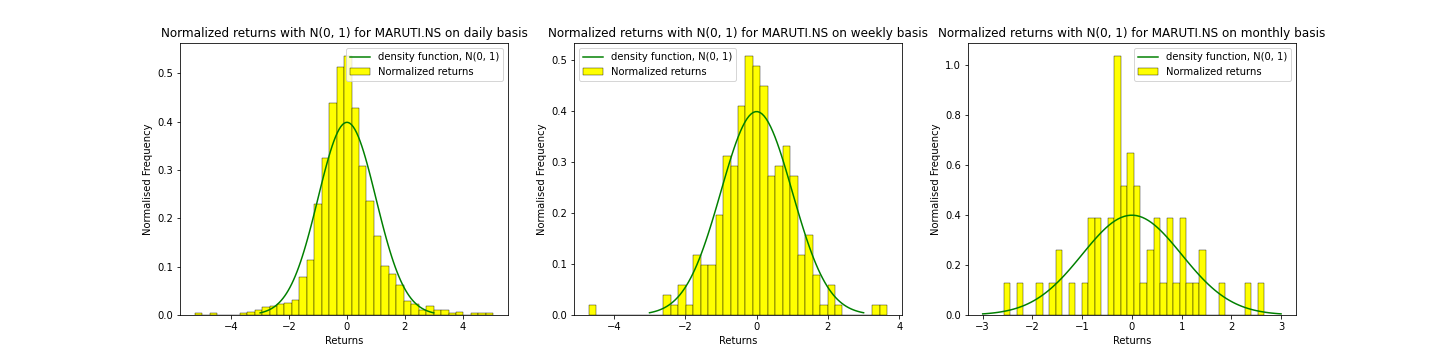 Normalized returns with N(0, 1) for MARUTI.NS on daily basis
density function, N(0, 1)
Normalized returns
Normalised Frequency
0.5
0.4
0.3
0.2
0.1
0.0
−4
−2
0
2
4
Returns
Normalized returns with N(0, 1) for MARUTI.NS on weekly basis
density function, N(0, 1)
Normalized returns
Normalised Frequency
0.5
0.4
0.3
0.2
0.1
0.0
−4
−2
0
2
4
Returns
Normalized returns with N(0, 1) for MARUTI.NS on monthly basis
density function, N(0, 1)
Normalized returns
Normalised Frequency
1.0
0.8
0.6
0.4
0.2
0.0
−3
−2
−1
0
1
2
3
Returns